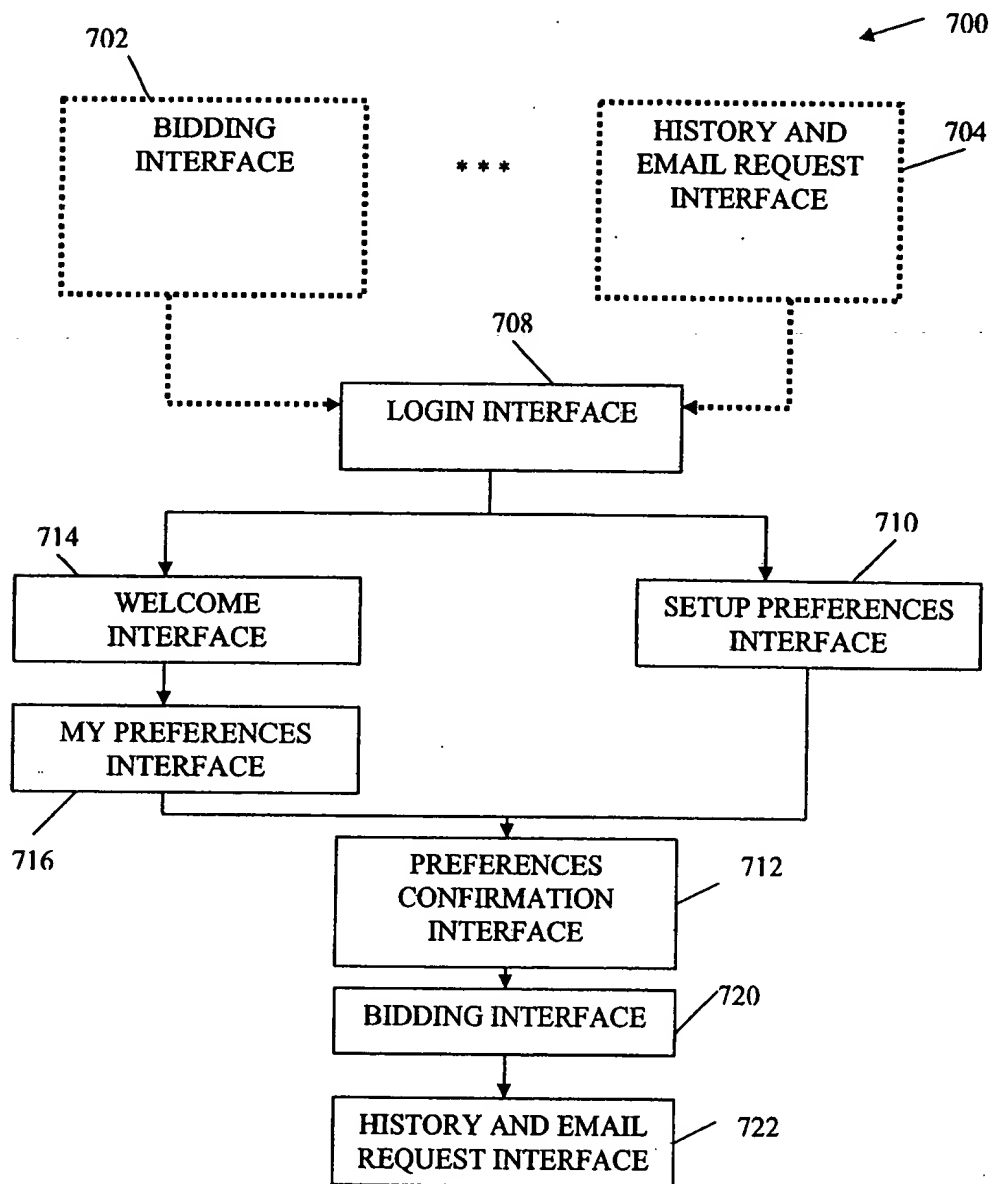 700
702
BIDDING
INTERFACE
* * *
HISTORY AND
EMAIL REQUEST
INTERFACE
704
708
LOGIN INTERFACE
714
WELCOME
INTERFACE
710
SETUP PREFERENCES
INTERFACE
MY PREFERENCES
INTERFACE
716
PREFERENCES
CONFIRMATION
INTERFACE
712
BIDDING INTERFACE
720
HISTORY AND EMAIL
REQUEST INTERFACE
722